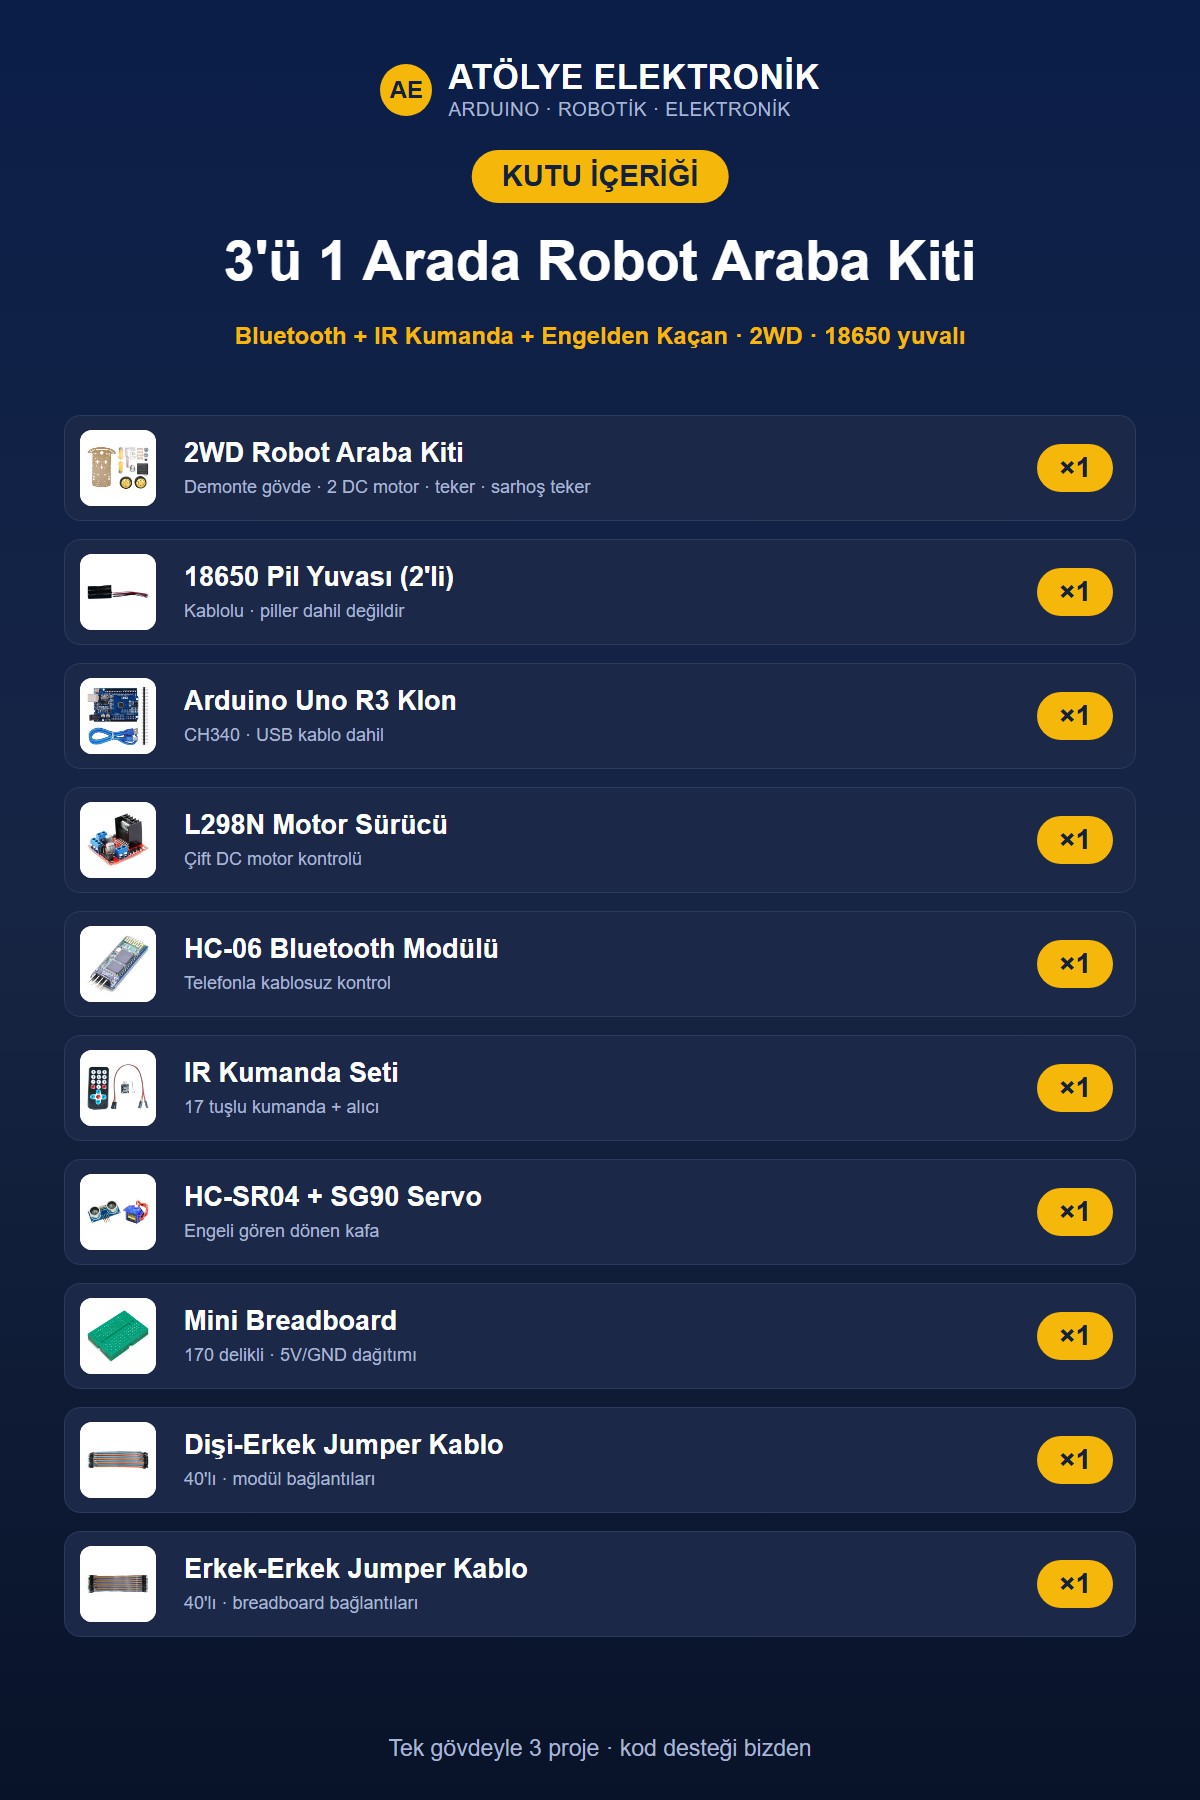 AE
ATÖLYE ELEKTRONİK
ARDUINO · ROBOTİK · ELEKTRONİK
KUTU İÇERİĞİ
3'ü 1 Arada Robot Araba Kiti
Bluetooth + IR Kumanda + Engelden Kaçan · 2WD · 18650 yuvalı
2WD Robot Araba Kiti
Demonte gövde · 2 DC motor · teker · sarhoş teker
×1
18650 Pil Yuvası (2'li)
Kablolu · piller dahil değildir
×1
Arduino Uno R3 Klon
CH340 · USB kablo dahil
×1
L298N Motor Sürücü
Çift DC motor kontrolü
×1
HC-06 Bluetooth Modülü
Telefonla kablosuz kontrol
×1
IR Kumanda Seti
17 tuşlu kumanda + alıcı
×1
HC-SR04 + SG90 Servo
Engeli gören dönen kafa
×1
Mini Breadboard
170 delikli · 5V/GND dağıtımı
×1
Dişi-Erkek Jumper Kablo
40'lı · modül bağlantıları
×1
Erkek-Erkek Jumper Kablo
40'lı · breadboard bağlantıları
×1
Tek gövdeyle 3 proje · kod desteği bizden